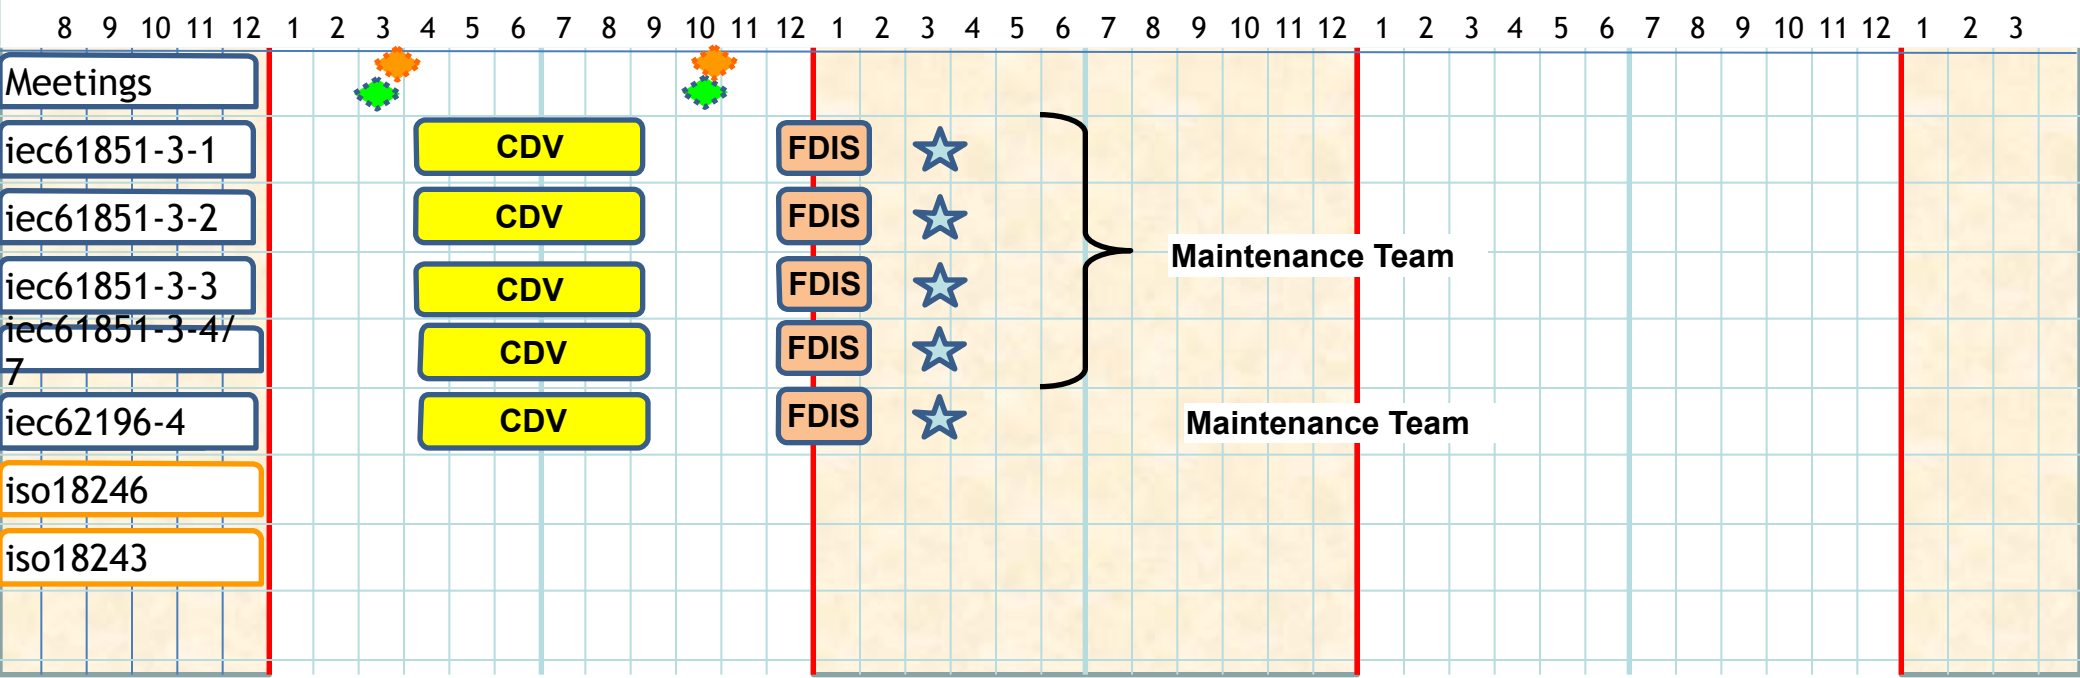 8 9 10 11 12 1 2 3 4 5 6 7 8 9 10 11 12 1 2 3 4 5 6 7 8 9 10 11 12 1 2 3 4 5 6 7 8 9 10 11 12 1 2 3
Meetings
iec61851-3-1 CDV FDIS
iec61851-3-2 CDV FDIS
Maintenance Team
iec61851-3-3 CDV FDIS
iec61851-3-4/
7 CDV FDIS
iec62196-4 CDV FDIS Maintenance Team
iso18246
iso18243